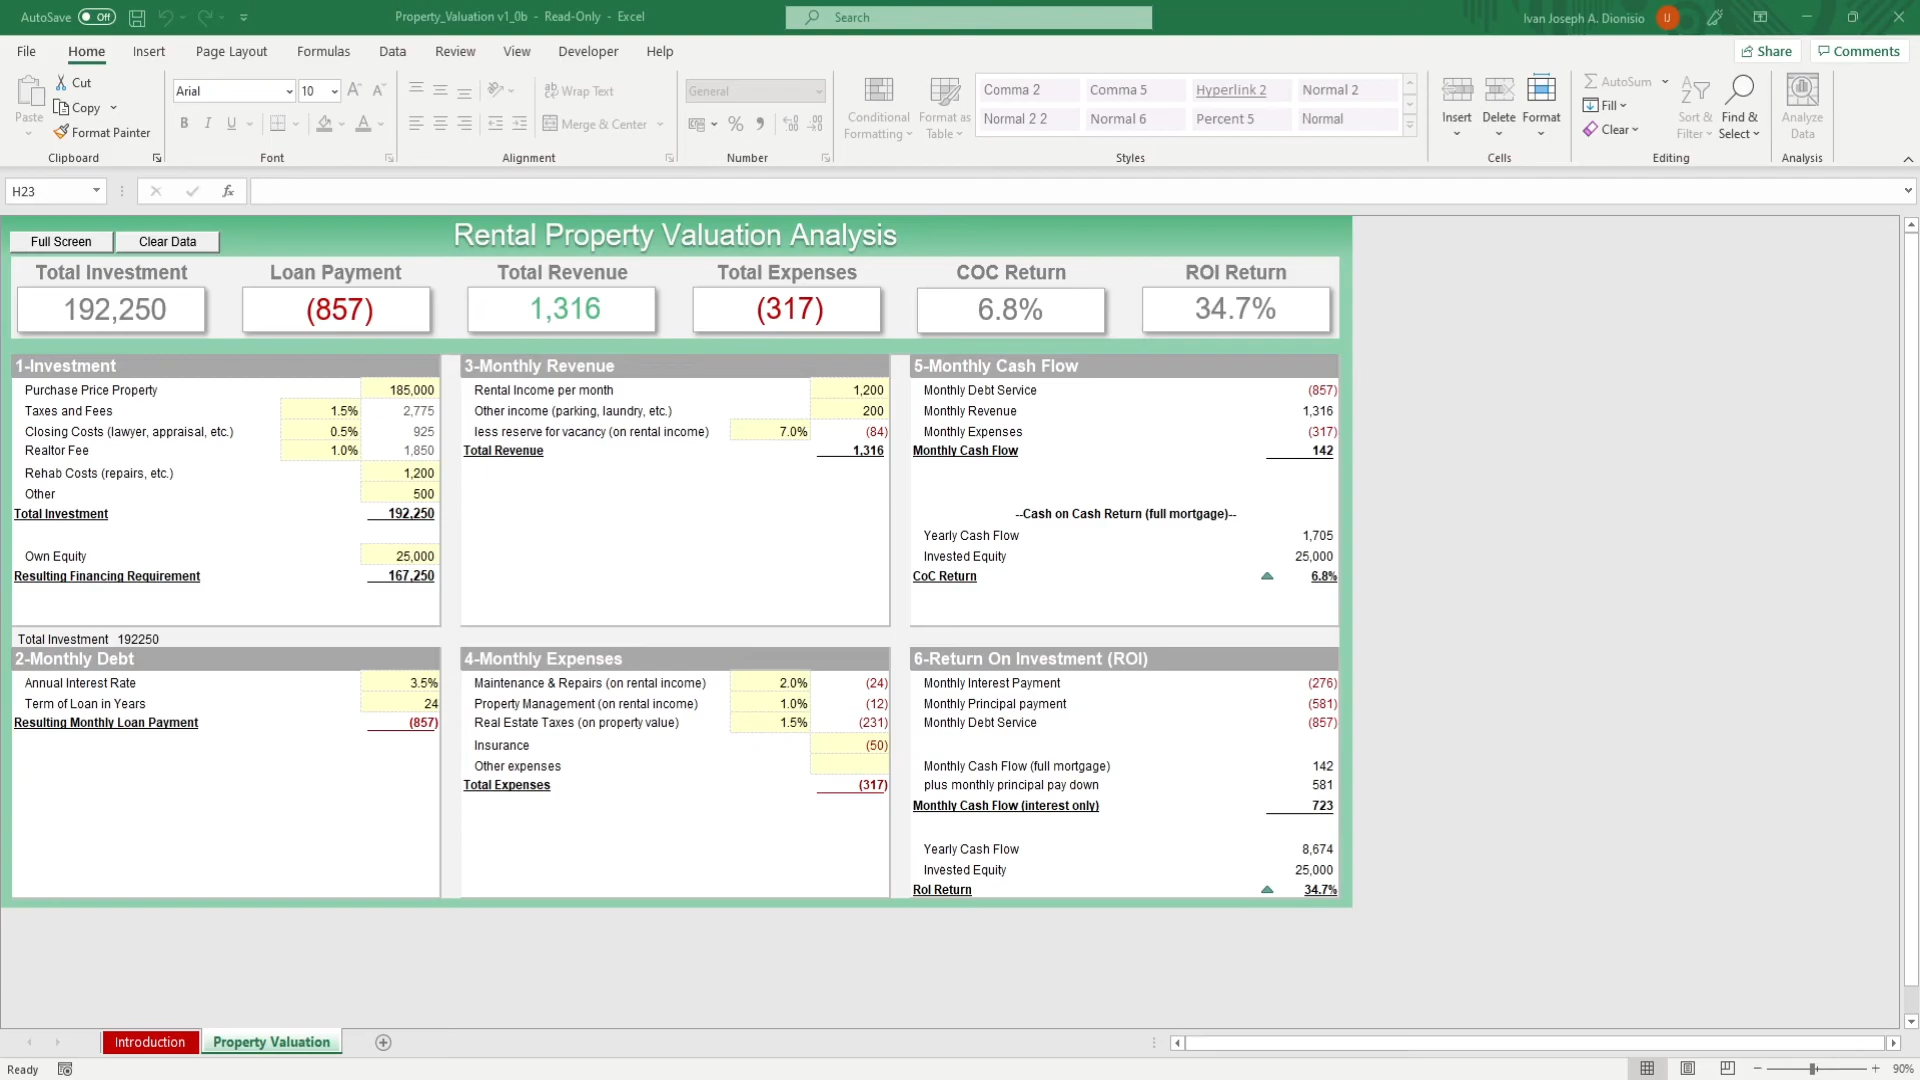 AutoSave Off Property_Valuation v1_0b - Read-Only - Excel Search Ivan Joseph A. Dionisio IJ
File Home Insert Page Layout Formulas Data Review View Developer Help Share Comments
Paste Cut Copy Format Painter Clipboard
Arial 10 B I U Font
Wrap Text Merge & Center Alignment
General Number
Conditional Formatting Format as Table
Comma 2 Comma 5 Hyperlink 2 Normal 2
Normal 2 2 Normal 6 Percent 5 Normal
Styles
Insert Delete Format Cells
AutoSum Fill Clear Sort & Filter Find & Select Editing
Analyze Data Analysis
H23 fx
Full Screen Clear Data Rental Property Valuation Analysis
Total Investment Loan Payment Total Revenue Total Expenses COC Return ROI Return
192,250 (857) 1,316 (317) 6.8% 34.7%
1-Investment
Purchase Price Property 185,000
Taxes and Fees 1.5% 2,775
Closing Costs (lawyer, appraisal, etc.) 0.5% 925
Realtor Fee 1.0% 1,850
Rehab Costs (repairs, etc.) 1,200
Other 500
Total Investment 192,250
Own Equity 25,000
Resulting Financing Requirement 167,250
Total Investment 192250
2-Monthly Debt
Annual Interest Rate 3.5%
Term of Loan in Years 24
Resulting Monthly Loan Payment (857)
3-Monthly Revenue
Rental Income per month 1,200
Other income (parking, laundry, etc.) 200
less reserve for vacancy (on rental income) 7.0% (84)
Total Revenue 1,316
4-Monthly Expenses
Maintenance & Repairs (on rental income) 2.0% (24)
Property Management (on rental income) 1.0% (12)
Real Estate Taxes (on property value) 1.5% (231)
Insurance (50)
Other expenses
Total Expenses (317)
5-Monthly Cash Flow
Monthly Debt Service (857)
Monthly Revenue 1,316
Monthly Expenses (317)
Monthly Cash Flow 142
--Cash on Cash Return (full mortgage)--
Yearly Cash Flow 1,705
Invested Equity 25,000
CoC Return 6.8%
6-Return On Investment (ROI)
Monthly Interest Payment (276)
Monthly Principal payment (581)
Monthly Debt Service (857)
Monthly Cash Flow (full mortgage) 142
plus monthly principal pay down 581
Monthly Cash Flow (interest only) 723
Yearly Cash Flow 8,674
Invested Equity 25,000
RoI Return 34.7%
Introduction Property Valuation
Ready 90%